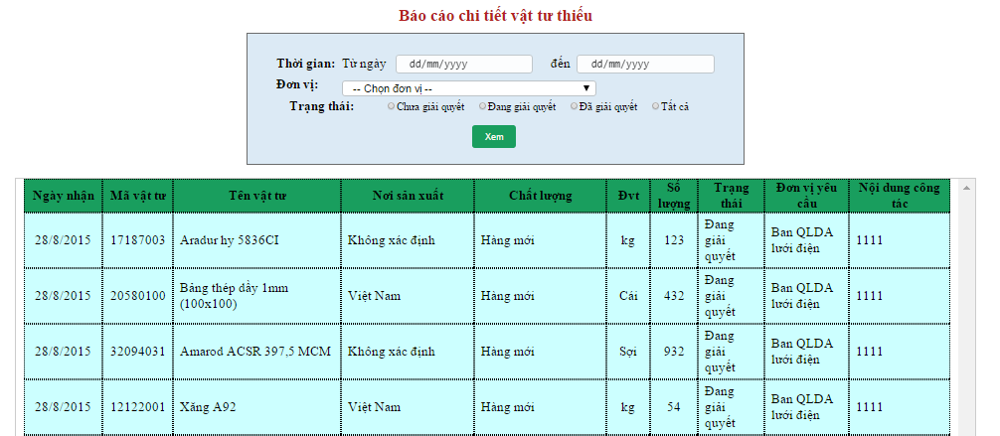 Báo cáo chi tiết vật tư thiếu
Thời gian: Từ ngày dd/mm/yyyy đến dd/mm/yyyy
Đơn vị: -- Chọn đơn vị --
Trạng thái: Chưa giải quyết Đang giải quyết Đã giải quyết Tất cả
Xem
Ngày nhận Mã vật tư Tên vật tư Nơi sản xuất Chất lượng Đvt Số lượng Trạng thái Đơn vị yêu cầu Nội dung công tác
28/8/2015 17187003 Aradur hy 5836CI Không xác định Hàng mới kg 123 Đang giải quyết Ban QLDA lưới điện 1111
28/8/2015 20580100 Bảng thép dầy 1mm (100x100) Việt Nam Hàng mới Cái 432 Đang giải quyết Ban QLDA lưới điện 1111
28/8/2015 32094031 Amarod ACSR 397,5 MCM Không xác định Hàng mới Sợi 932 Đang giải quyết Ban QLDA lưới điện 1111
28/8/2015 12122001 Xăng A92 Việt Nam Hàng mới kg 54 Đang giải quyết Ban QLDA lưới điện 1111